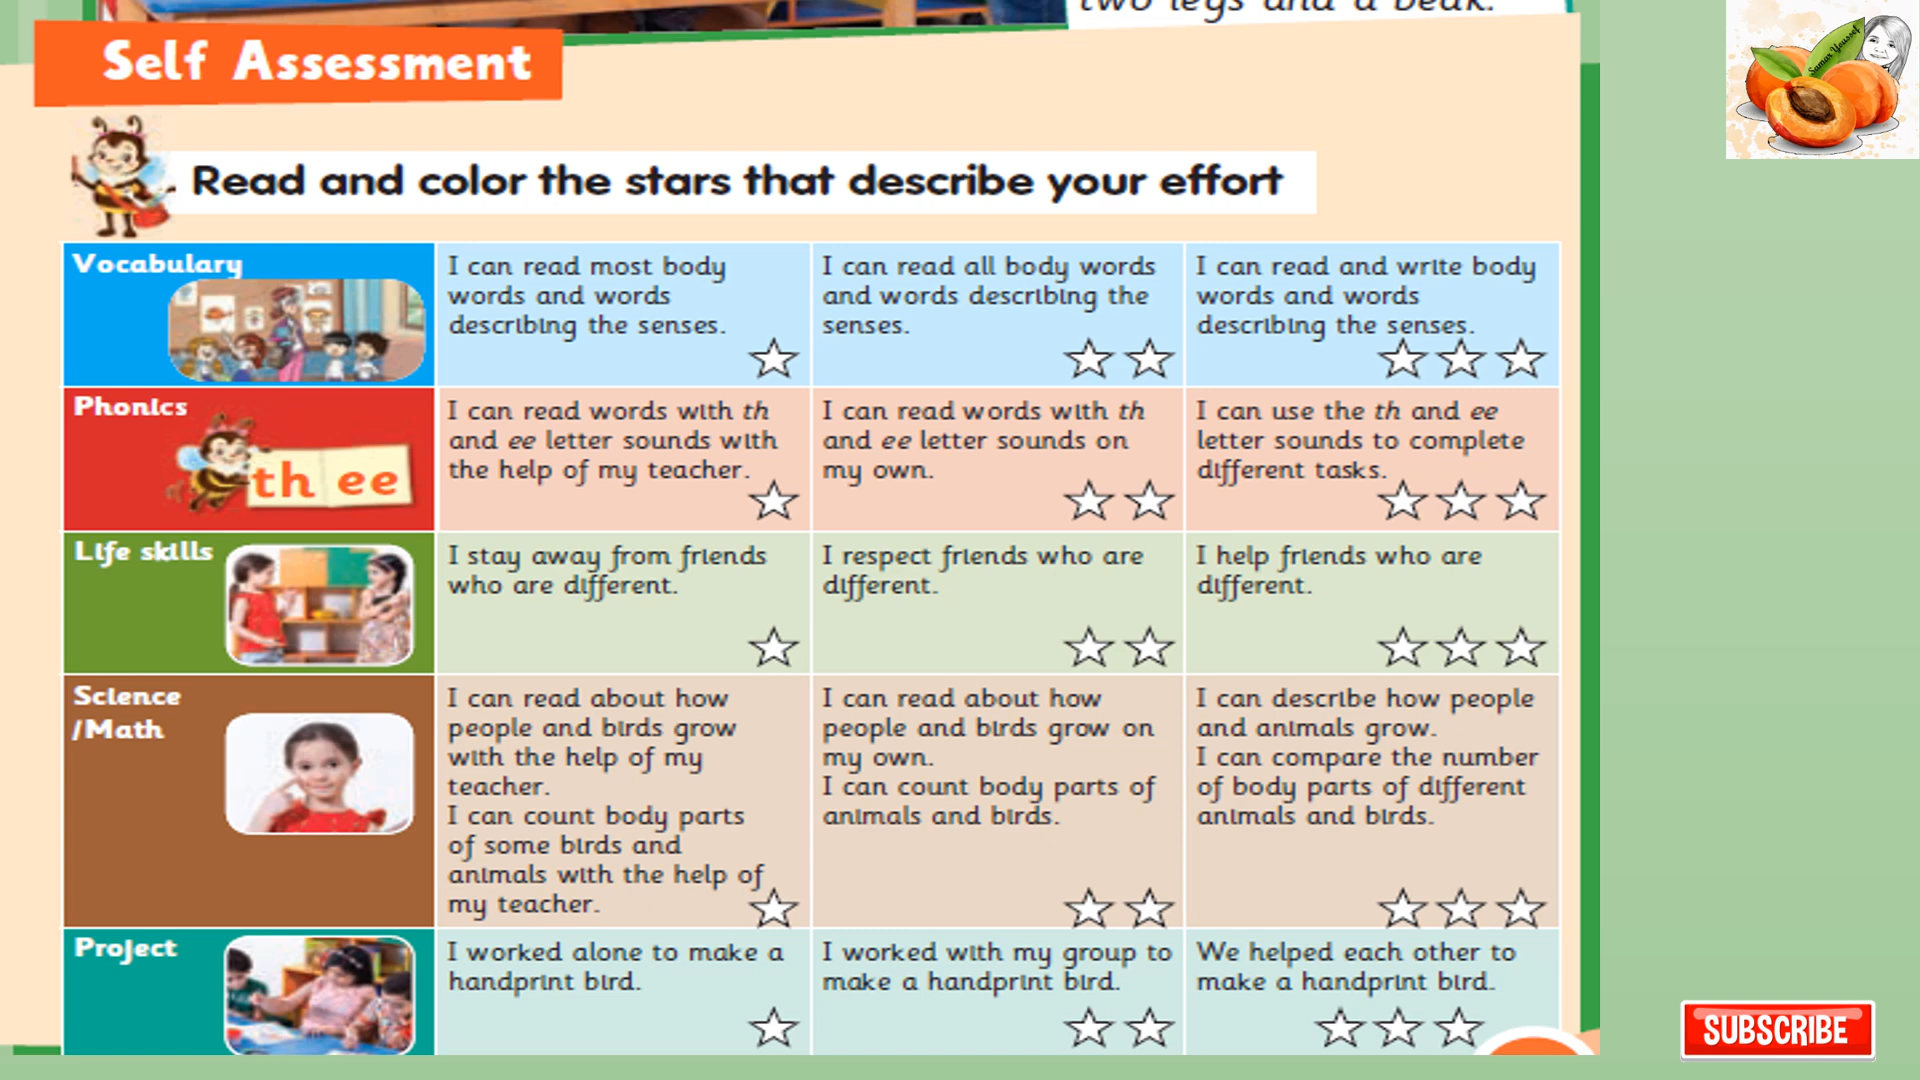 two legs and a beak.
Self Assessment
Samar Youssef
Read and color the stars that describe your effort
Vocabulary
I can read most body
words and words
describing the senses.
I can read all body words
and words describing the
senses.
I can read and write body
words and words
describing the senses.
Phonics
th ee
I can read words with th
and ee letter sounds with
the help of my teacher.
I can read words with th
and ee letter sounds on
my own.
I can use the th and ee
letter sounds to complete
different tasks.
Life skills
I stay away from friends
who are different.
I respect friends who are
different.
I help friends who are
different.
Science
/Math
I can read about how
people and birds grow
with the help of my
teacher.
I can count body parts
of some birds and
animals with the help of
my teacher.
I can read about how
people and birds grow on
my own.
I can count body parts of
animals and birds.
I can describe how people
and animals grow.
I can compare the number
of body parts of different
animals and birds.
Project
I worked alone to make a
handprint bird.
I worked with my group to
make a handprint bird.
We helped each other to
make a handprint bird.
SUBSCRIBE